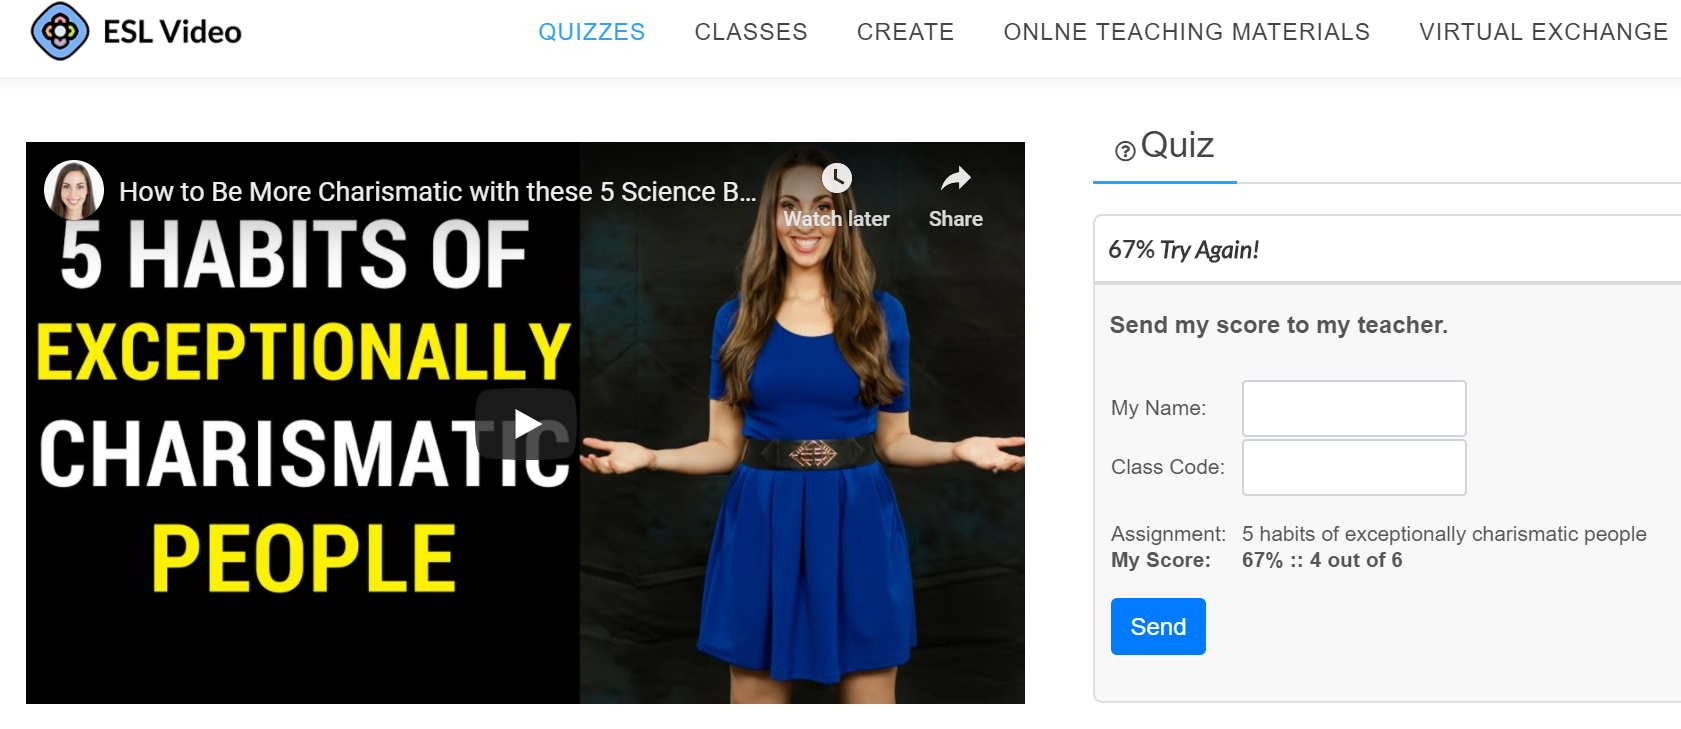 ESL Video
QUIZZES CLASSES CREATE ONLNE TEACHING MATERIALS VIRTUAL EXCHANGE
How to Be More Charismatic with these 5 Science B...
Watch later
Share
5 HABITS OF
EXCEPTIONALLY
CHARISMATIC
PEOPLE
Quiz
67% Try Again!
Send my score to my teacher.
My Name:
Class Code:
Assignment: 5 habits of exceptionally charismatic people
My Score: 67% :: 4 out of 6
Send